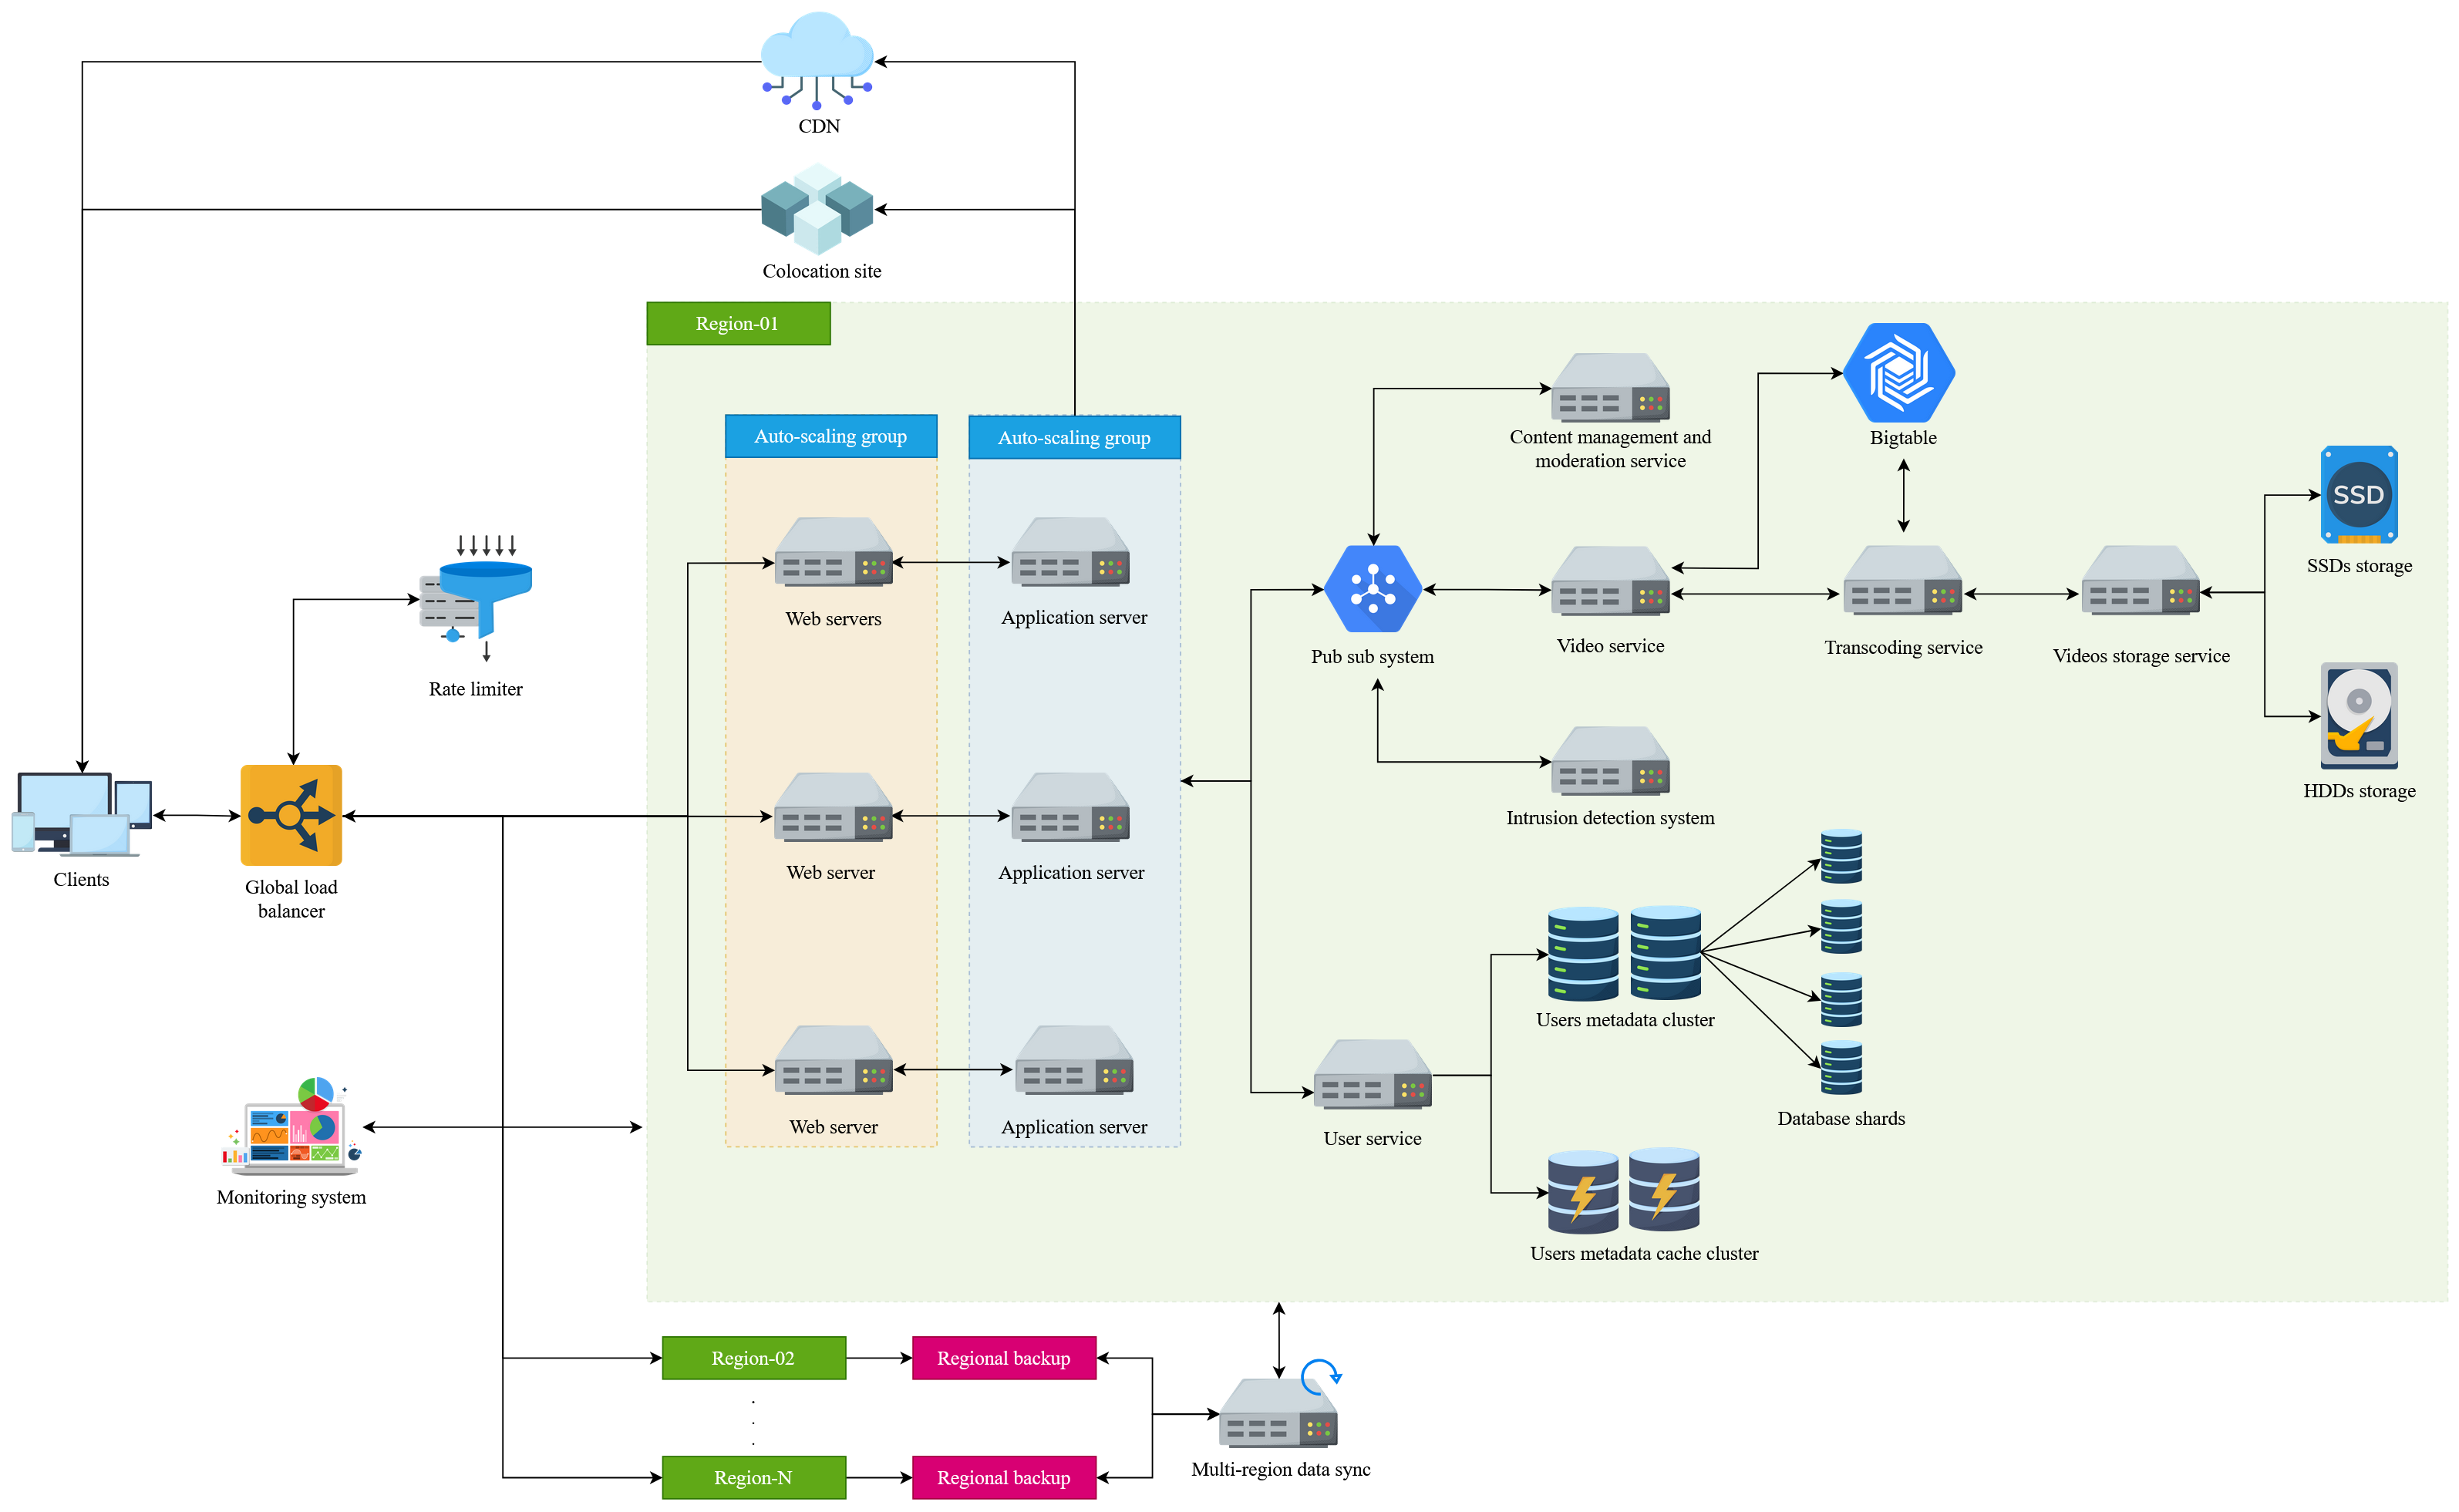 CDN
Colocation site
Region-01
Auto-scaling group
Auto-scaling group
Content management and
moderation service
Bigtable
SSD
SSDs storage
Web servers
Application server
Pub sub system
Video service
Transcoding service
Videos storage service
Rate limiter
HDDs storage
Intrusion detection system
Clients
Global load
balancer
Web server
Application server
Users metadata cluster
Database shards
Web server
Application server
User service
Monitoring system
Users metadata cache cluster
Region-02
Regional backup
.
.
.
Region-N
Regional backup
Multi-region data sync